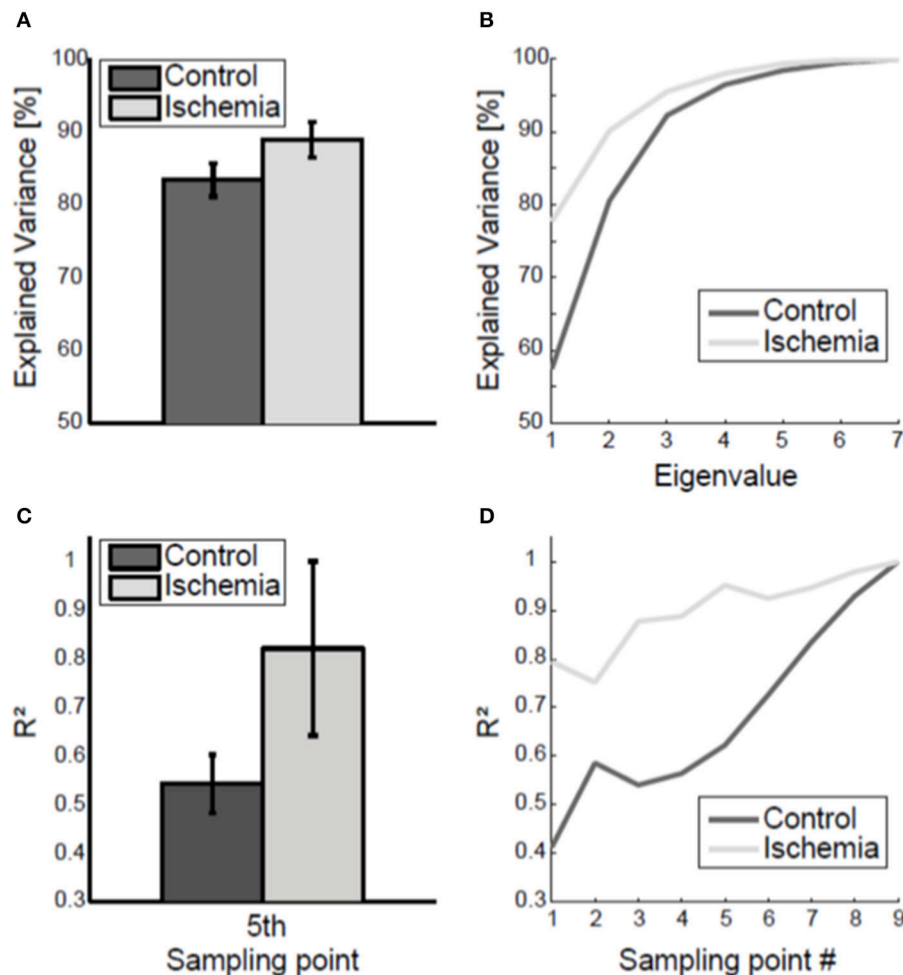 A
Explained Variance [%]
100
90
80
70
60
50
Control
Ischemia
B
Explained Variance [%]
100
90
80
70
60
50
Control
Ischemia
1 2 3 4 5 6 7
Eigenvalue
C
R²
1
0.9
0.8
0.7
0.6
0.5
0.4
0.3
Control
Ischemia
5th
Sampling point
D
R²
1
0.9
0.8
0.7
0.6
0.5
0.4
0.3
Control
Ischemia
1 2 3 4 5 6 7 8 9
Sampling point #